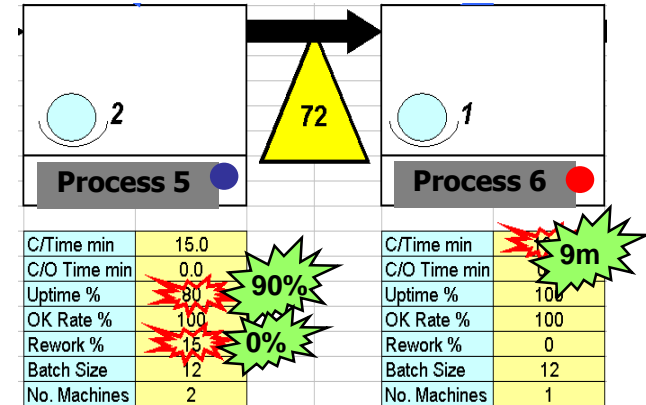 2
72
1
Process 5
Process 6
C/Time min 15.0
C/O Time min 0.0
Uptime % 80 90%
OK Rate % 100
Rework % 15 0%
Batch Size 12
No. Machines 2
C/Time min 9m
C/O Time min
Uptime % 100
OK Rate % 100
Rework % 0
Batch Size 12
No. Machines 1